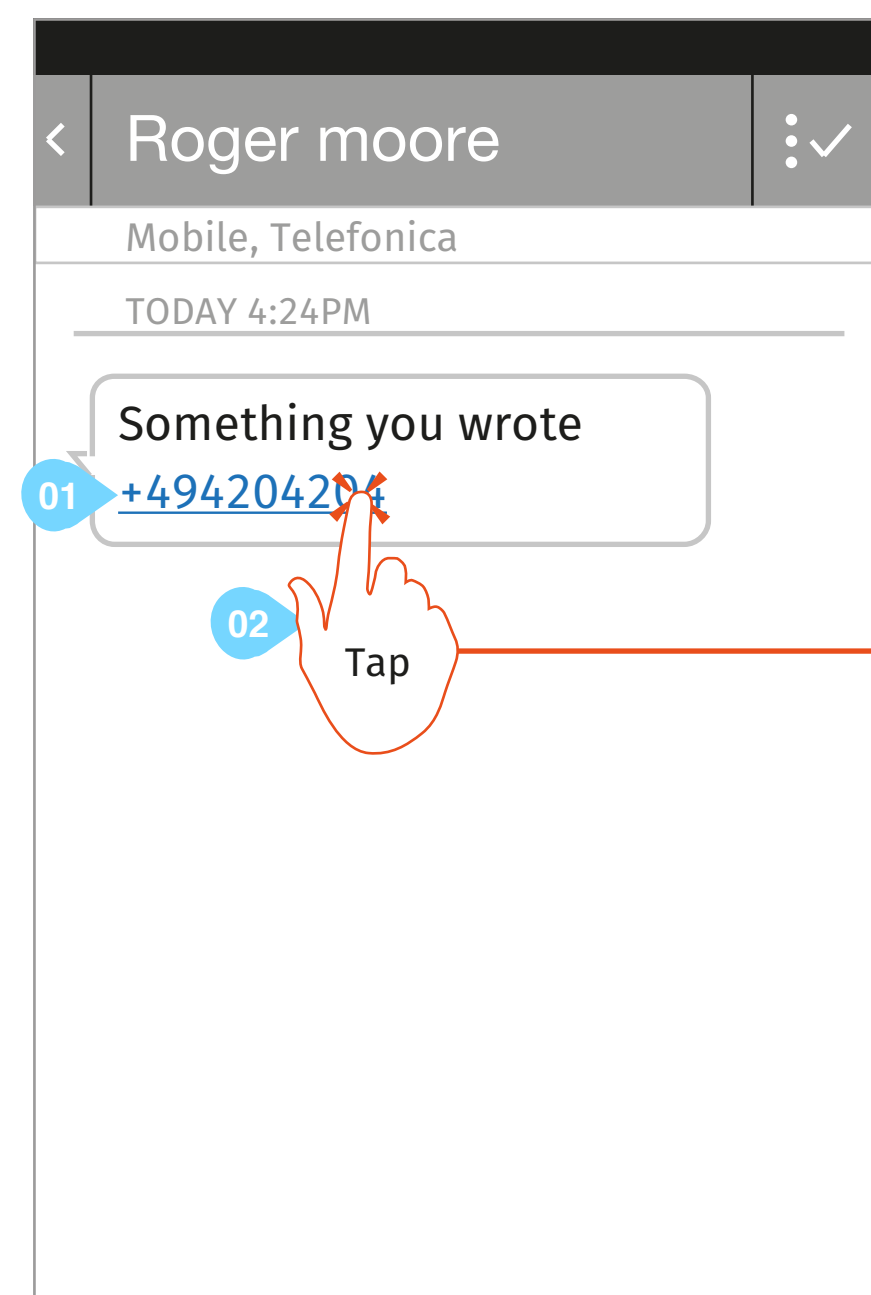 Roger moore
Mobile, Telefonica
TODAY 4:24PM
Something you wrote
01 +494204204
02
Tap